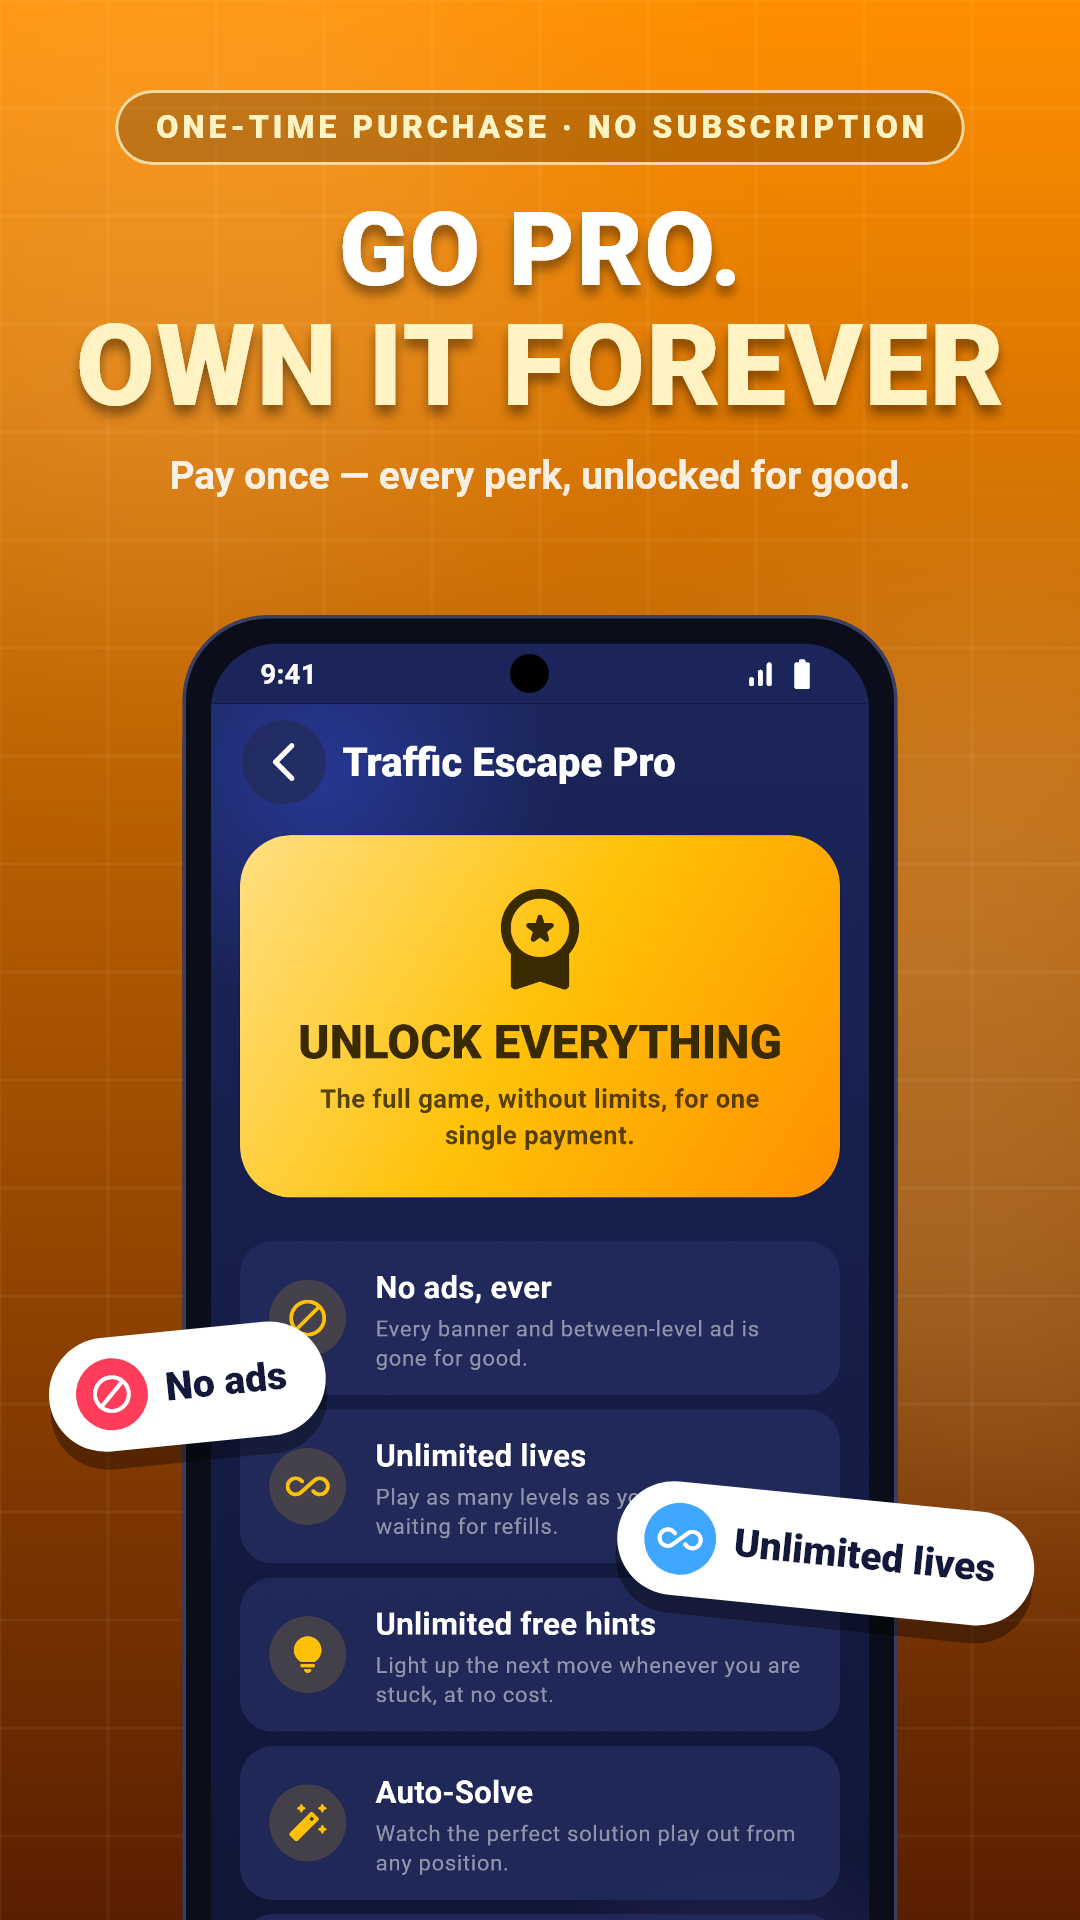 ONE-TIME PURCHASE · NO SUBSCRIPTION
GO PRO.
OWN IT FOREVER
Pay once — every perk, unlocked for good.
9:41
Traffic Escape Pro
UNLOCK EVERYTHING
The full game, without limits, for one
single payment.
No ads, ever
Every banner and between-level ad is
gone for good.
No ads
Unlimited lives
Play as many levels as
waiting for refills.
Unlimited lives
Unlimited free hints
Light up the next move whenever you are
stuck, at no cost.
Auto-Solve
Watch the perfect solution play out from
any position.